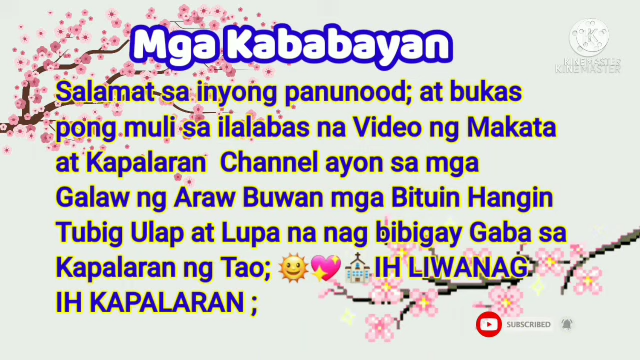 Mga Kababayan
KINEMASTER
KINEMASTER
Salamat sa inyong panunood; at bukas
pong muli sa ilalabas na Video ng Makata
at Kapalaran Channel ayon sa mga
Galaw ng Araw Buwan mga Bituin Hangin
Tubig Ulap at Lupa na nag bibigay Gaba sa
Kapalaran ng Tao; 🌞💖⛪IH LIWANAG
IH KAPALARAN ;
SUBSCRIBED